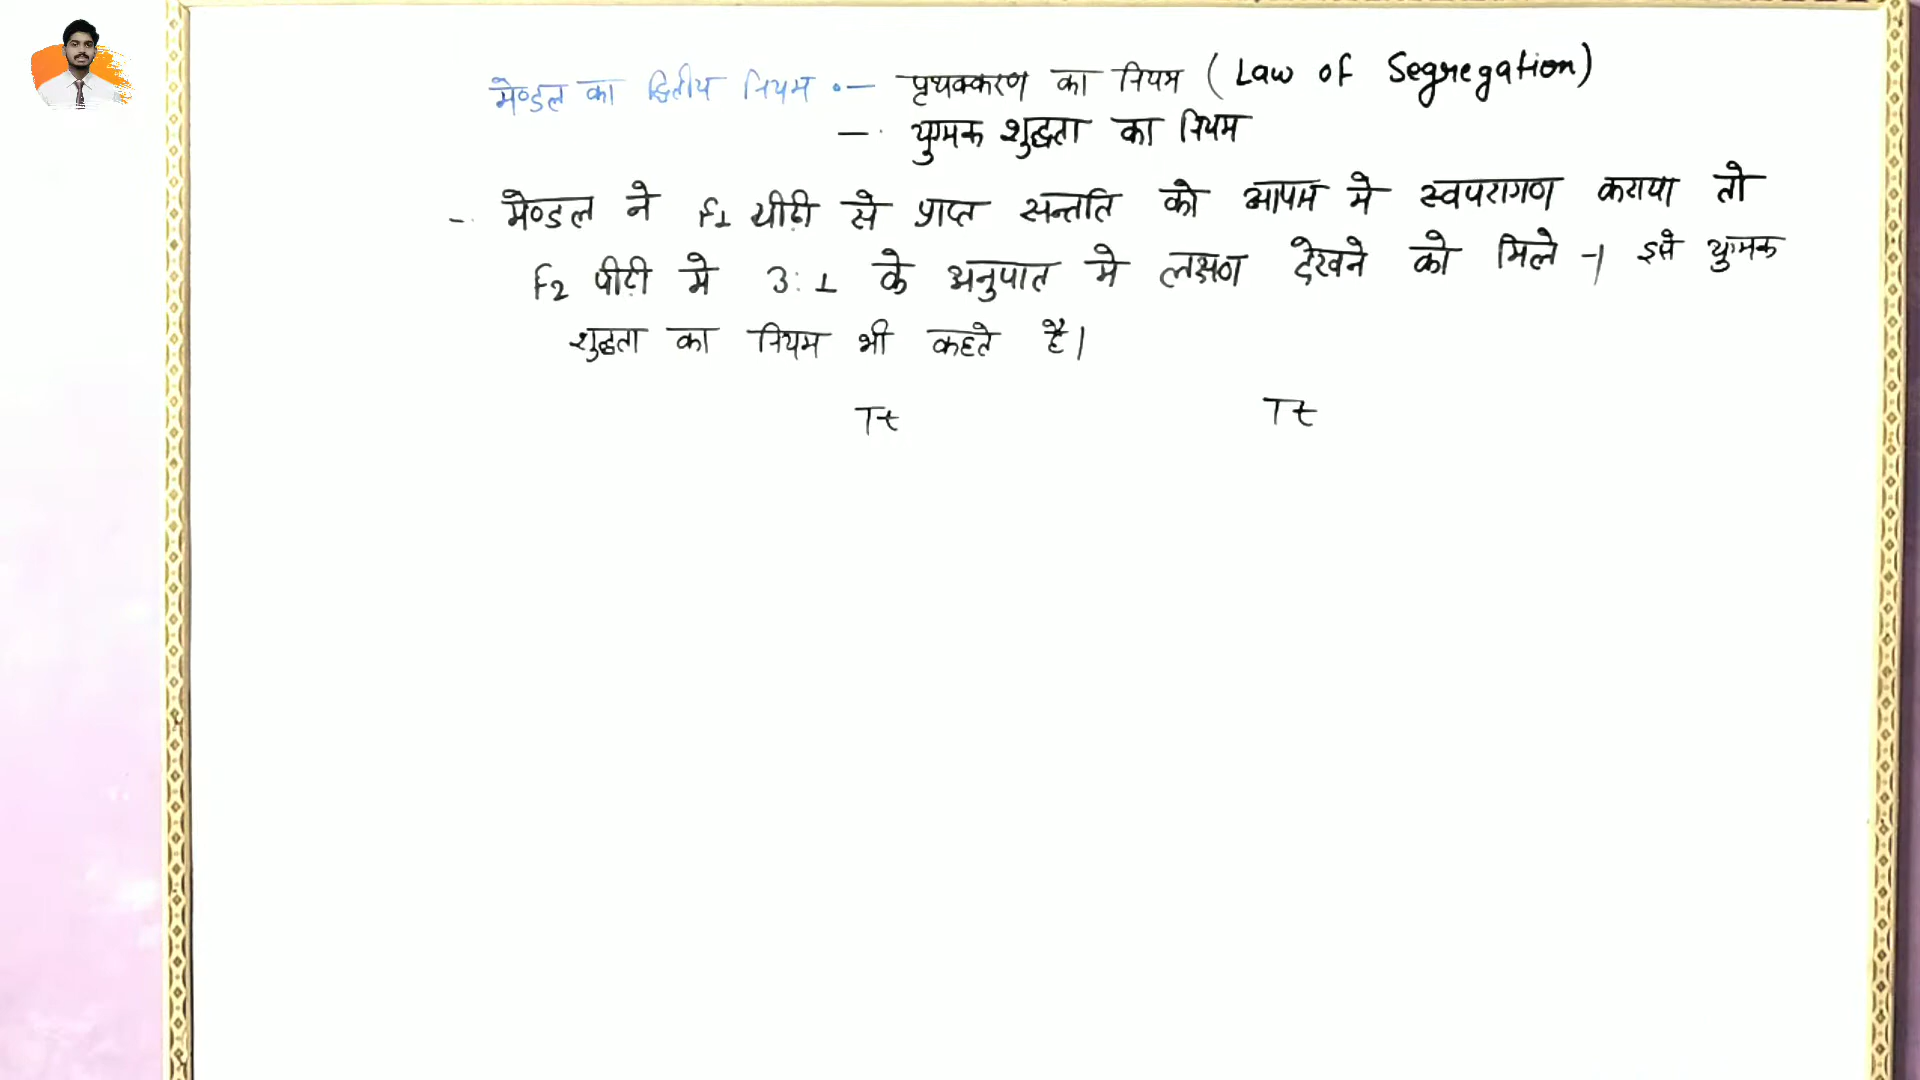 मेण्डल का द्वितीय नियम :- पृथक्करण का नियम (Law of Segregation)
- युग्मक शुद्धता का नियम
- मेण्डल ने F1 पीढी से प्राप्त सन्तति को आपस मे स्वपरागण कराया तो
F2 पीढी मे 3:1 के अनुपात मे लक्षण देखने को मिले -। इसे युग्मक
शुद्धता का नियम भी कहते है।
Tt Tt